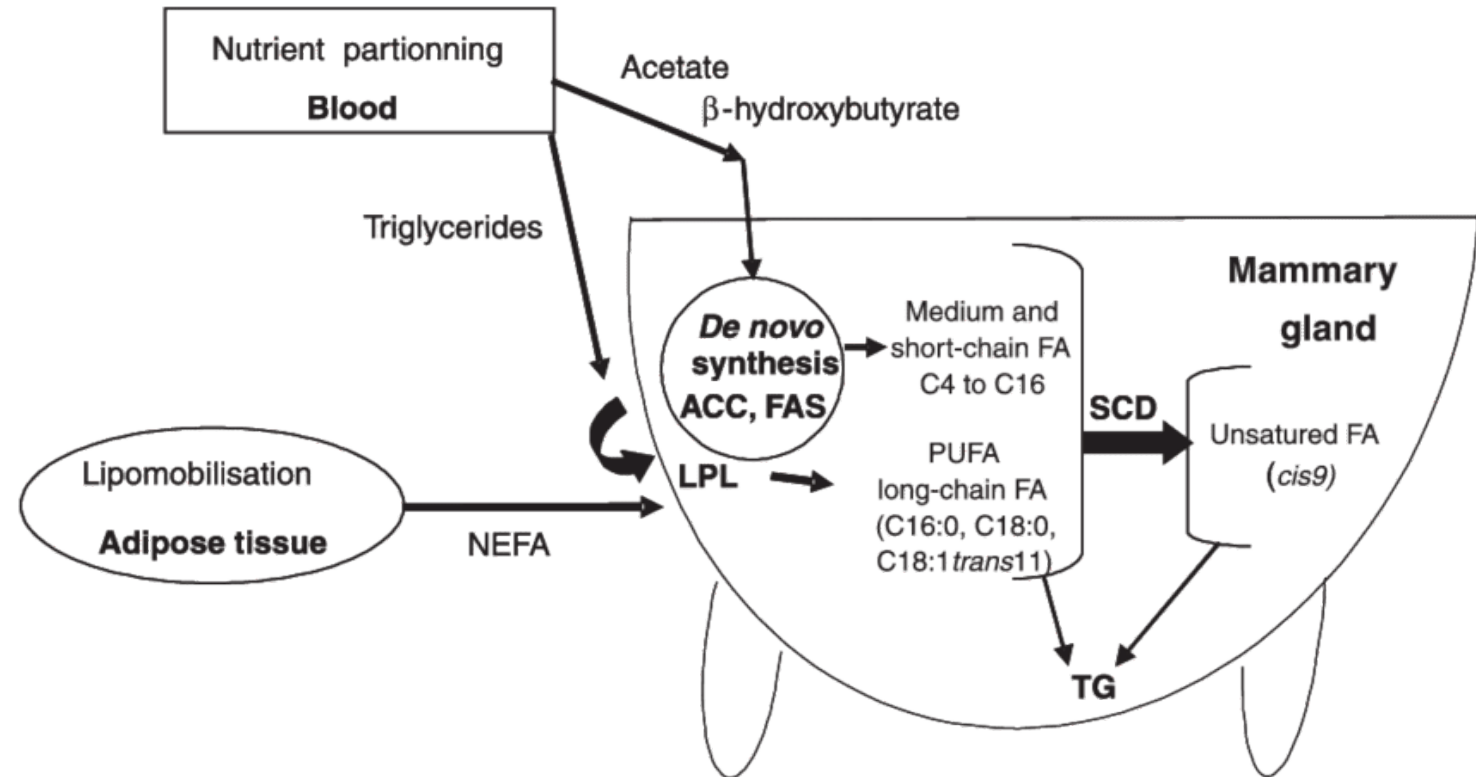 Nutrient partionning
Blood
Acetate
β-hydroxybutyrate
Triglycerides
Mammary
gland
De novo
synthesis
ACC, FAS
Medium and
short-chain FA
C4 to C16
SCD
Unsatured FA
(cis9)
LPL
PUFA
long-chain FA
(C16:0, C18:0,
C18:1trans11)
Lipomobilisation
Adipose tissue
NEFA
TG